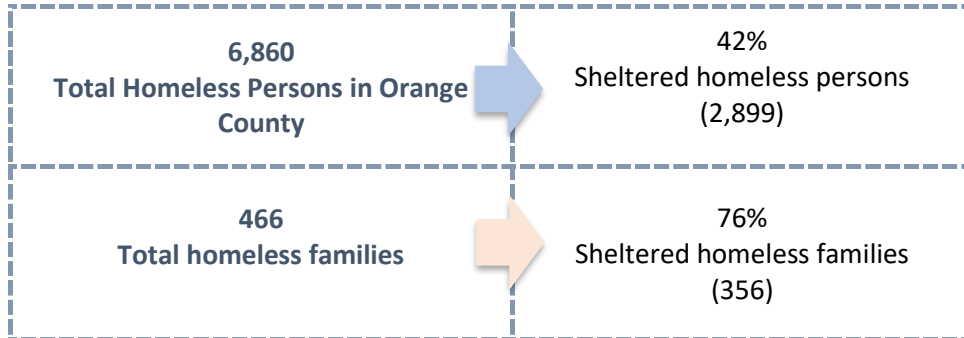 6,860
Total Homeless Persons in Orange
County
42%
Sheltered homeless persons
(2,899)
466
Total homeless families
76%
Sheltered homeless families
(356)